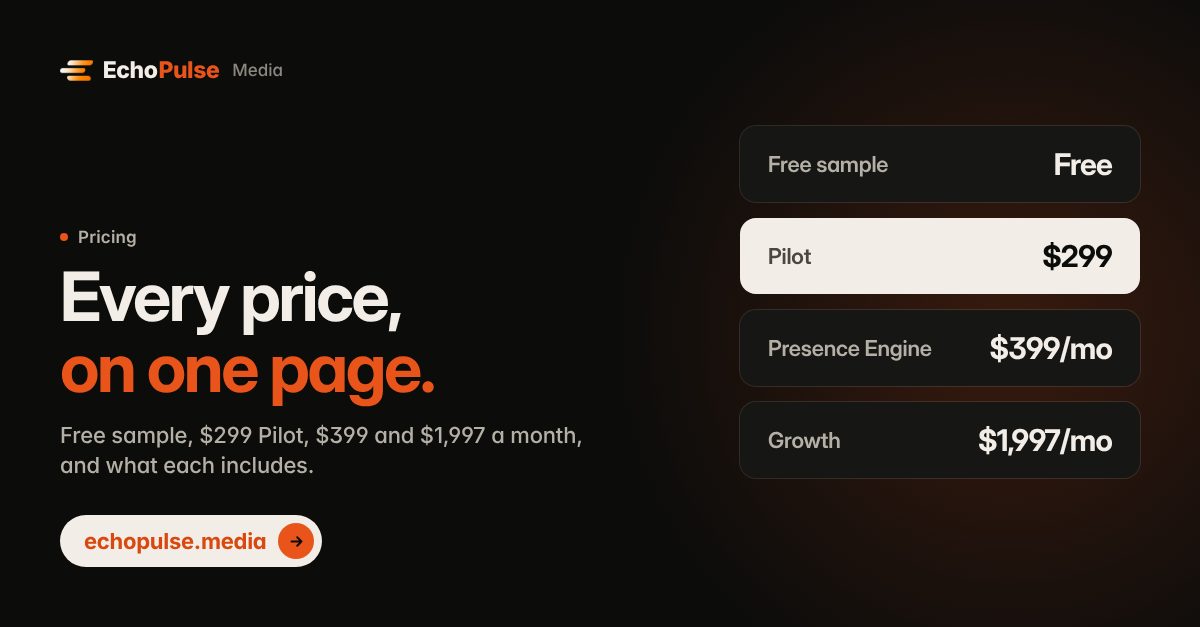 EchoPulse Media
Pricing
Every price,
on one page.
Free sample, $299 Pilot, $399 and $1,997 a month,
and what each includes.
echopulse.media
Free sample Free
Pilot $299
Presence Engine $399/mo
Growth $1,997/mo